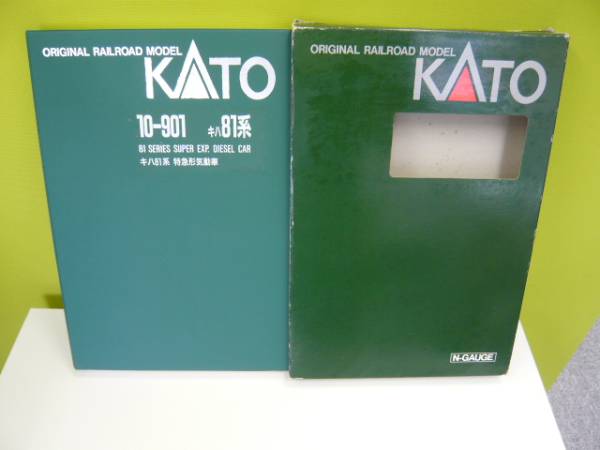 ORIGINAL RAILROAD MODEL
KATO
10-901 キハ81系
81 SERIES SUPER EXP. DIESEL CAR
キハ81系 特急形気動車
ORIGINAL RAILROAD MODEL
KATO
N-GAUGE